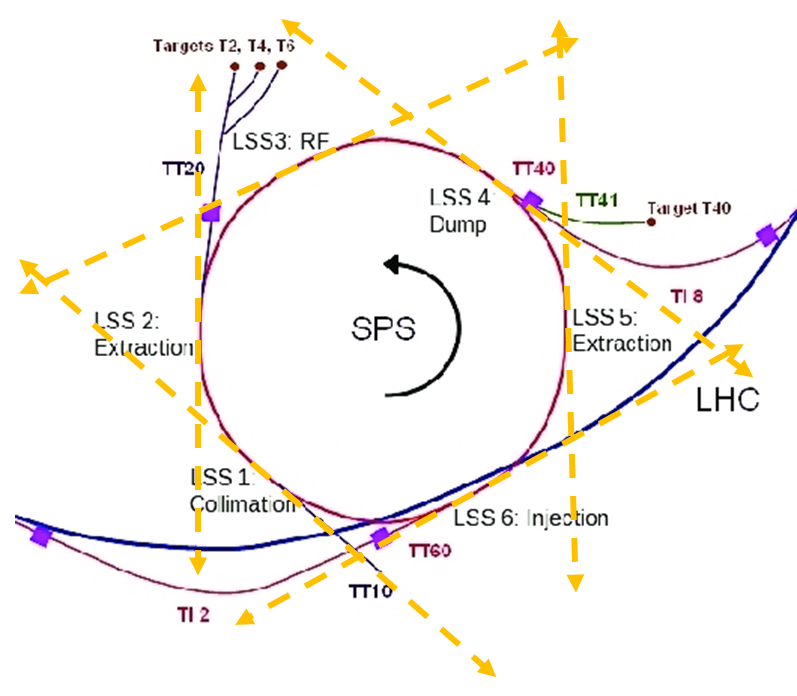 Targets T2, T4, T6
LSS3: RF
TT20
TT40
LSS 4:
Dump
TT41
Target T40
TI 8
LSS 2:
Extraction
SPS
LSS 5:
Extraction
LHC
LSS 1:
Collimation
LSS 6: Injection
TT60
TT10
TI 2